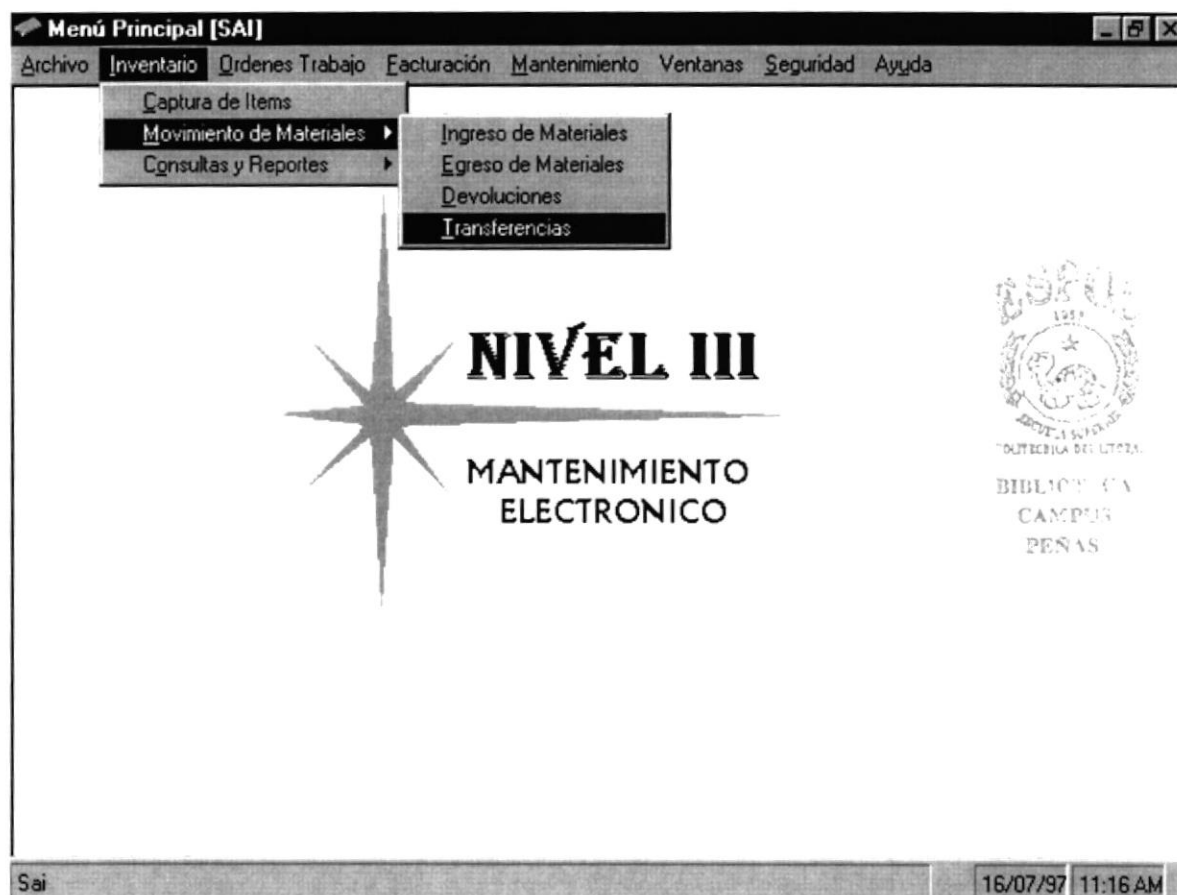 Menú Principal [SAI]
Archivo Inventario Ordenes Trabajo Facturación Mantenimiento Ventanas Seguridad Ayuda
Captura de Items
Movimiento de Materiales
Consultas y Reportes
Ingreso de Materiales
Egreso de Materiales
Devoluciones
Transferencias
NIVEL III
MANTENIMIENTO
ELECTRONICO
CAMPUS
PEÑAS
Sai 16/07/97 11:16 AM